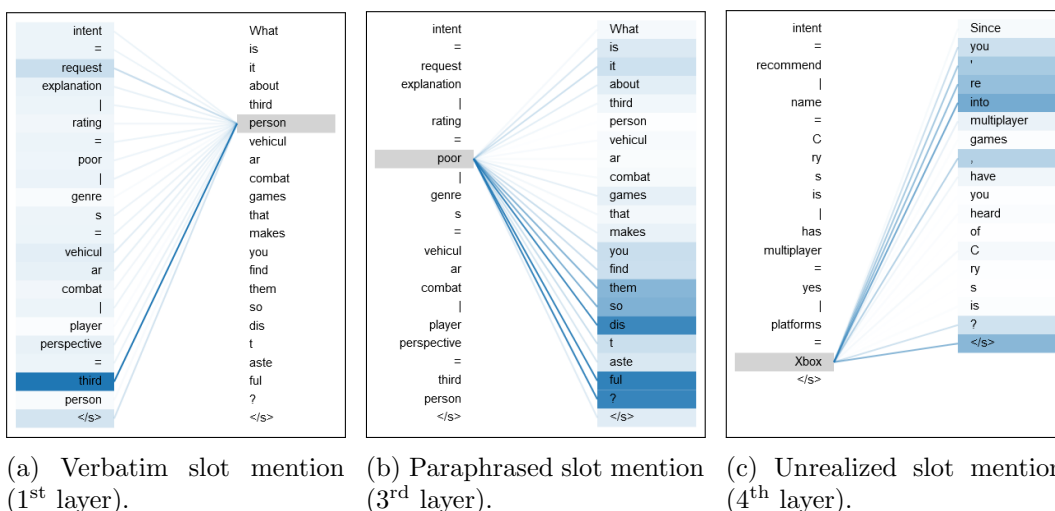 intent What
= is
request it
explanation about
| third
rating person
= vehicul
poor ar
| combat
genre games
s that
= makes
vehicul you
ar find
combat them
| so
player dis
perspective t
= aste
third ful
person ?
</s> </s>
(a) Verbatim slot mention
(1st layer).
intent What
= is
request it
explanation about
| third
rating person
= vehicul
poor ar
| combat
genre games
s that
= makes
vehicul you
ar find
combat them
| so
player dis
perspective t
= aste
third ful
person ?
</s> </s>
(b) Paraphrased slot mention
(3rd layer).
intent Since
= you
recommend '
| re
name into
= multiplayer
C games
ry ,
s have
is you
| heard
has of
multiplayer C
= ry
yes s
| is
platforms ?
= </s>
Xbox
</s>
(c) Unrealized slot mention
(4th layer).